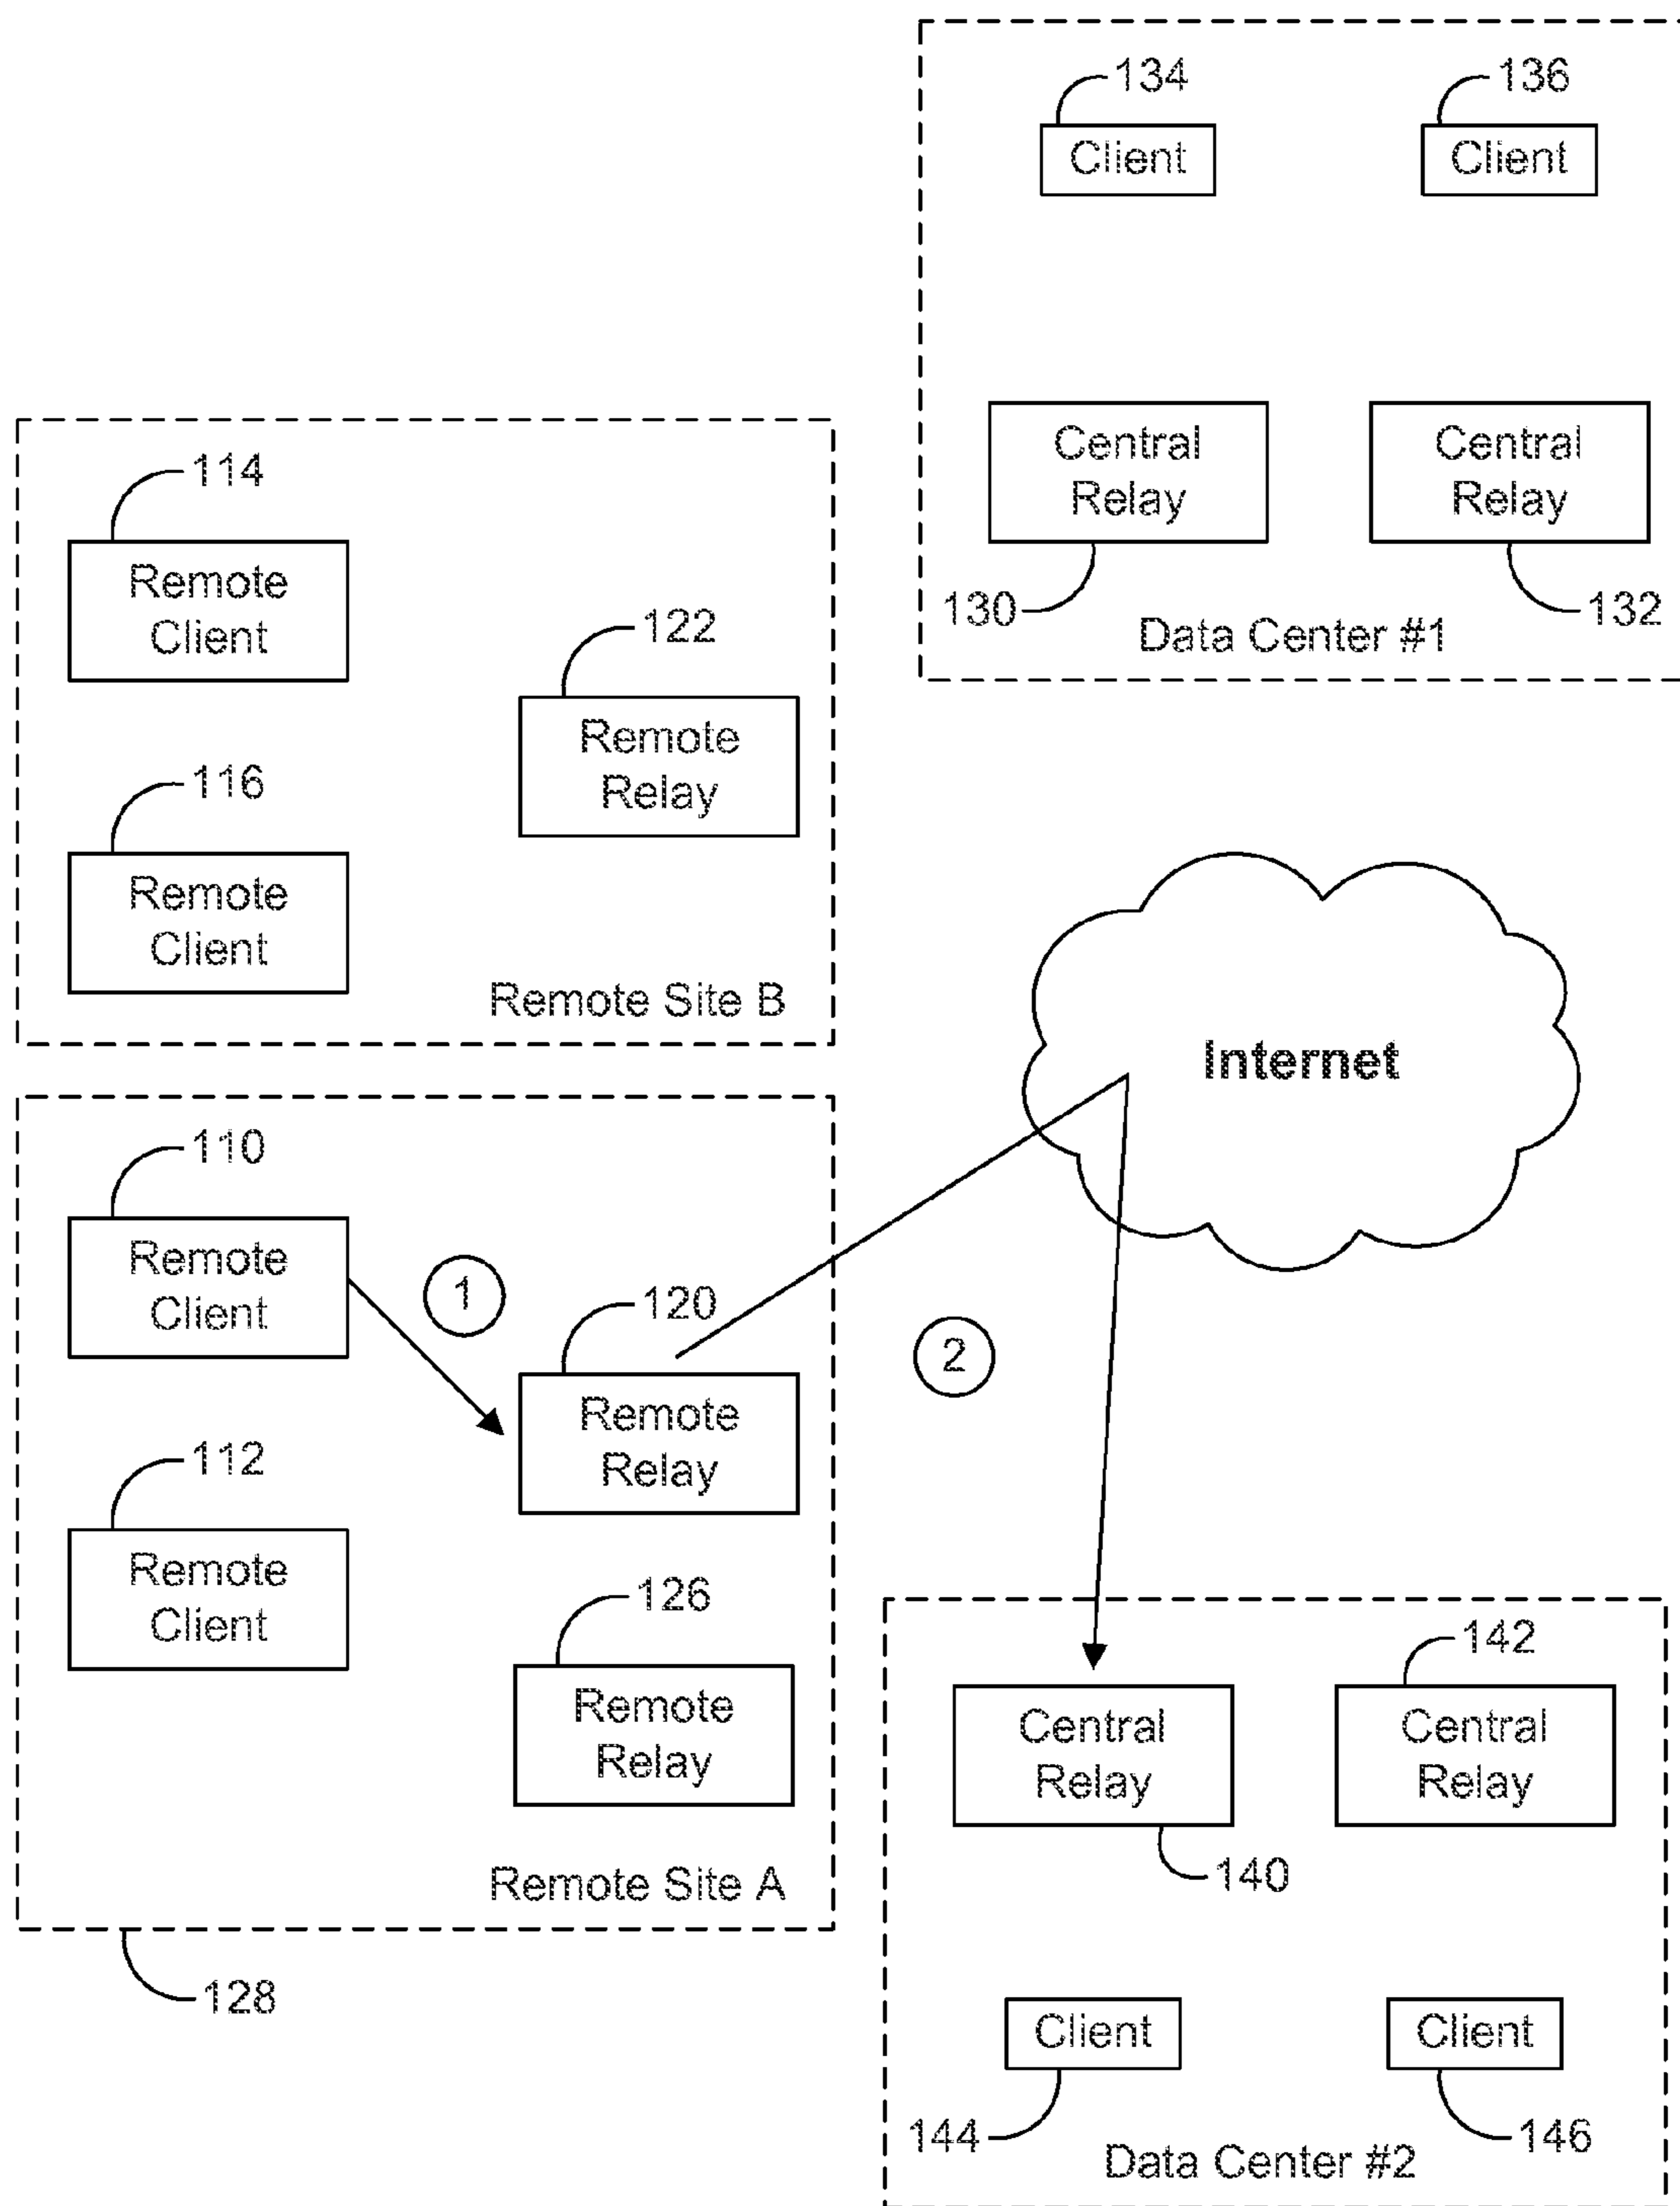 134
136
Client
Client
Central
Relay
Central
Relay
130
132
Data Center #1
114
Remote
Client
122
Remote
Relay
116
Remote
Client
Remote Site B
Internet
110
Remote
Client
1
120
Remote
Relay
2
112
Remote
Client
126
Remote
Relay
Remote Site A
128
142
Central
Relay
Central
Relay
140
Client
Client
144
146
Data Center #2